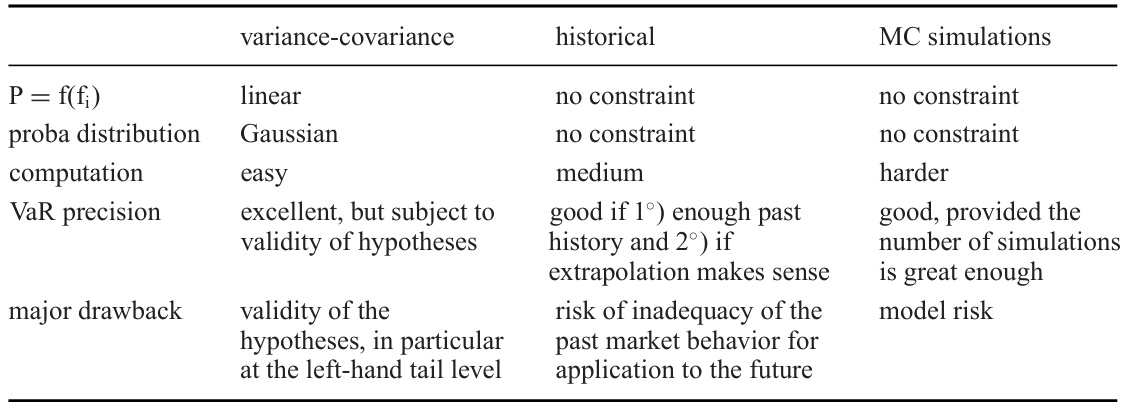 variance-covariance historical MC simulations
P = f(fi) linear no constraint no constraint
proba distribution Gaussian no constraint no constraint
computation easy medium harder
VaR precision excellent, but subject to good if 1°) enough past good, provided the
validity of hypotheses history and 2°) if number of simulations
extrapolation makes sense is great enough
major drawback validity of the risk of inadequacy of the model risk
hypotheses, in particular past market behavior for
at the left-hand tail level application to the future